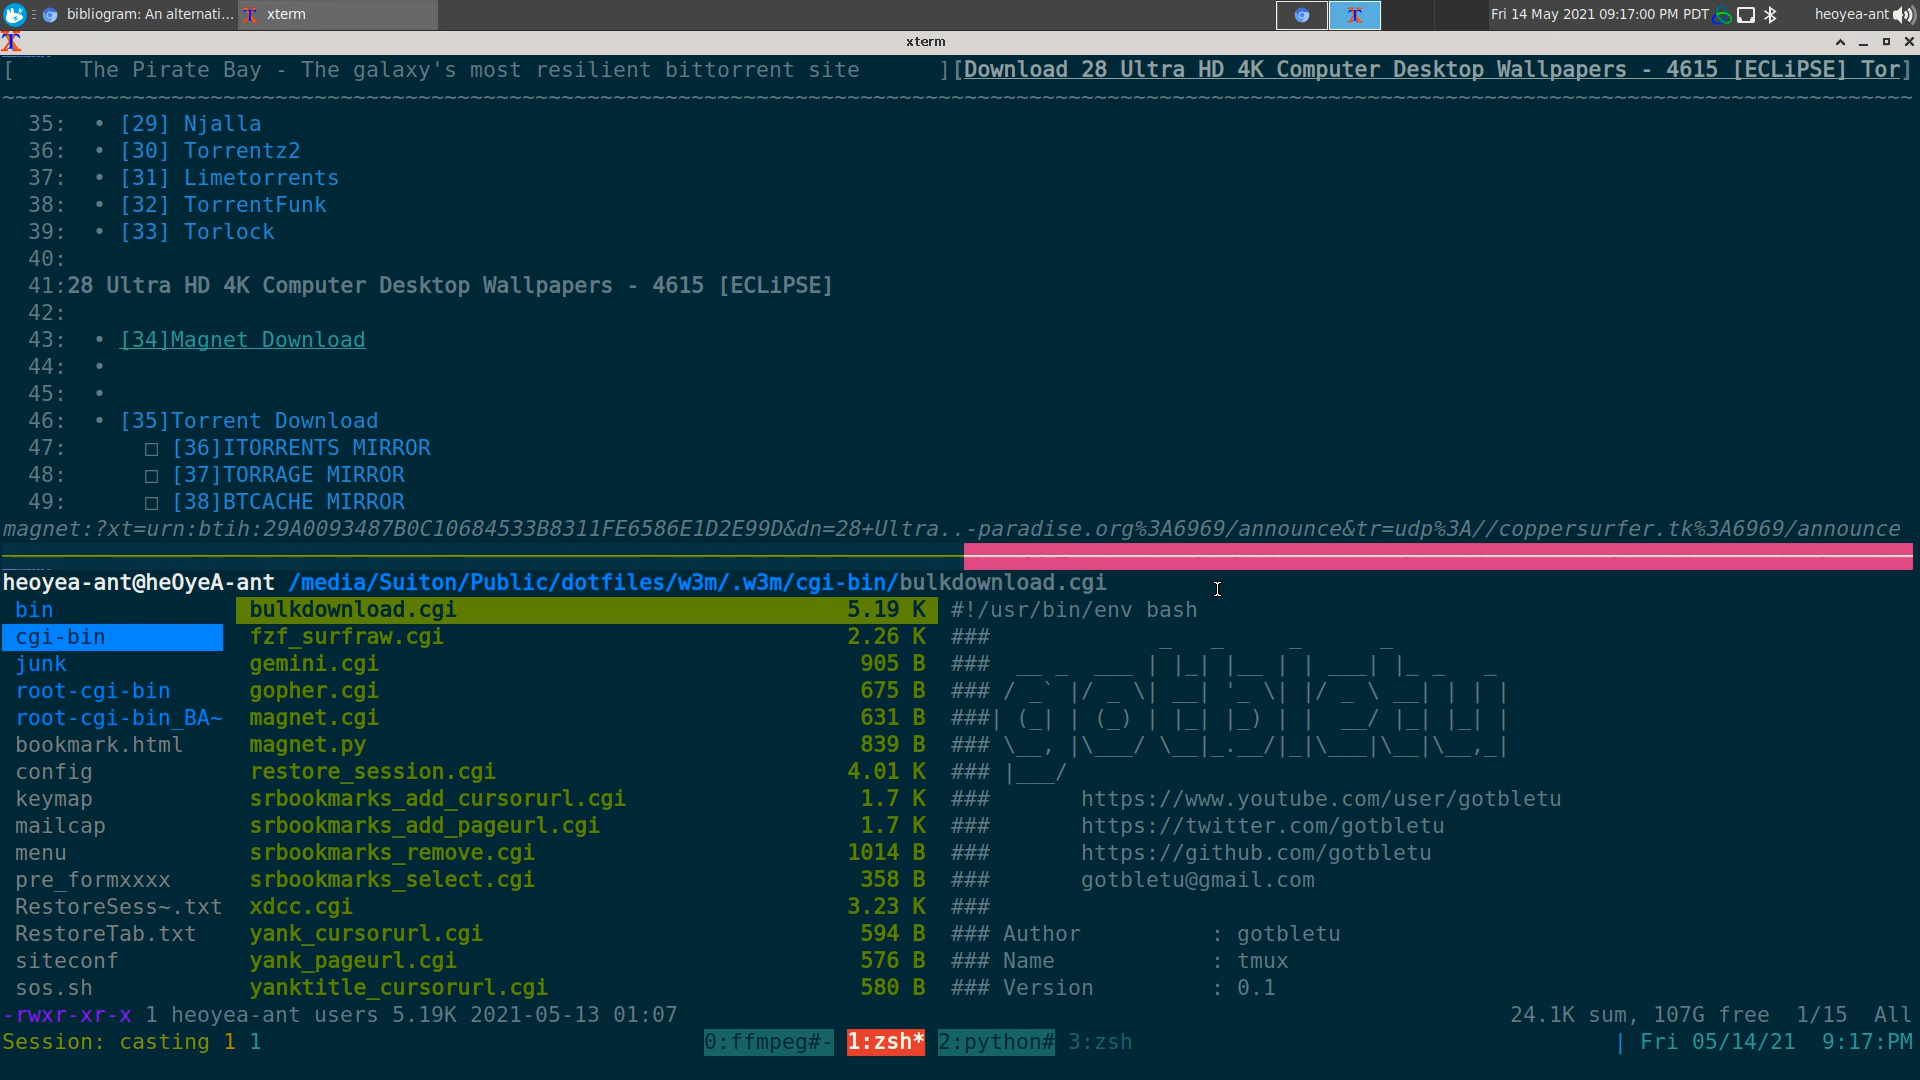 bibliogram: An alternati... xterm Fri 14 May 2021 09:17:00 PM PDT heoyea-ant
xterm
[ The Pirate Bay - The galaxy's most resilient bittorrent site ][Download 28 Ultra HD 4K Computer Desktop Wallpapers - 4615 [ECLiPSE] Tor]
35: • [29] Njalla
36: • [30] Torrentz2
37: • [31] Limetorrents
38: • [32] TorrentFunk
39: • [33] Torlock
40:
41:28 Ultra HD 4K Computer Desktop Wallpapers - 4615 [ECLiPSE]
42:
43: • [34]Magnet Download
44: •
45: •
46: • [35]Torrent Download
47: □ [36]ITORRENTS MIRROR
48: □ [37]TORRAGE MIRROR
49: □ [38]BTCACHE MIRROR
magnet:?xt=urn:btih:29A0093487B0C10684533B8311FE6586E1D2E99D&dn=28+Ultra..-paradise.org%3A6969/announce&tr=udp%3A//coppersurfer.tk%3A6969/announce
heoyea-ant@heOyeA-ant /media/Suiton/Public/dotfiles/w3m/.w3m/cgi-bin/bulkdownload.cgi
bin bulkdownload.cgi 5.19 K #!/usr/bin/env bash
cgi-bin fzf_surfraw.cgi 2.26 K ###
junk gemini.cgi 905 B ###
root-cgi-bin gopher.cgi 675 B ###
root-cgi-bin_BA~ magnet.cgi 631 B ###
bookmark.html magnet.py 839 B ###
config restore_session.cgi 4.01 K ###
keymap srbookmarks_add_cursorurl.cgi 1.7 K ### https://www.youtube.com/user/gotbletu
mailcap srbookmarks_add_pageurl.cgi 1.7 K ### https://twitter.com/gotbletu
menu srbookmarks_remove.cgi 1014 B ### https://github.com/gotbletu
pre_formxxxx srbookmarks_select.cgi 358 B ### gotbletu@gmail.com
RestoreSess~.txt xdcc.cgi 3.23 K ###
RestoreTab.txt yank_cursorurl.cgi 594 B ### Author : gotbletu
siteconf yank_pageurl.cgi 576 B ### Name : tmux
sos.sh yanktitle_cursorurl.cgi 580 B ### Version : 0.1
-rwxr-xr-x 1 heoyea-ant users 5.19K 2021-05-13 01:07 24.1K sum, 107G free 1/15 All
Session: casting 1 1 0:ffmpeg#- 1:zsh* 2:python# 3:zsh | Fri 05/14/21 9:17:PM